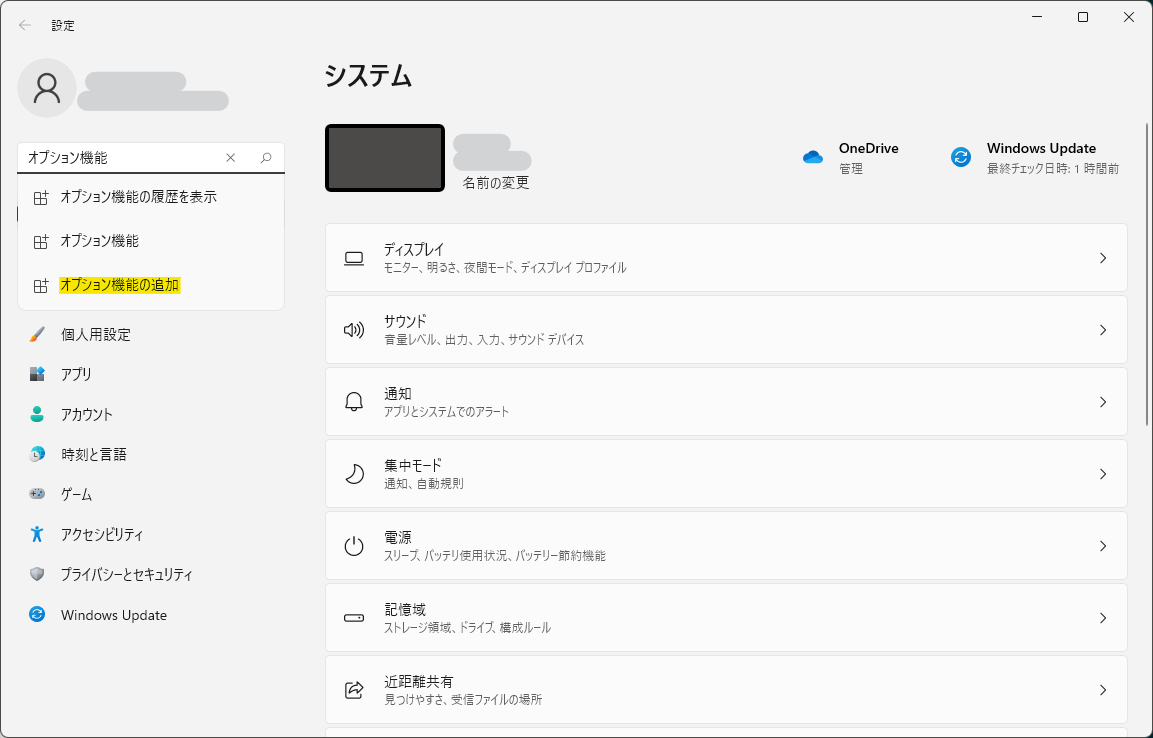 設定
オプション機能
オプション機能の履歴を表示
オプション機能
オプション機能の追加
個人用設定
アプリ
アカウント
時刻と言語
ゲーム
アクセシビリティ
プライバシーとセキュリティ
Windows Update
システム
名前の変更
OneDrive
管理
Windows Update
最終チェック日時: 1 時間前
ディスプレイ
モニター、明るさ、夜間モード、ディスプレイ プロファイル
サウンド
音量レベル、出力、入力、サウンド デバイス
通知
アプリとシステムでのアラート
集中モード
通知、自動規則
電源
スリープ、バッテリ使用状況、バッテリー節約機能
記憶域
ストレージ領域、ドライブ、構成ルール
近距離共有
見つけやすさ、受信ファイルの場所